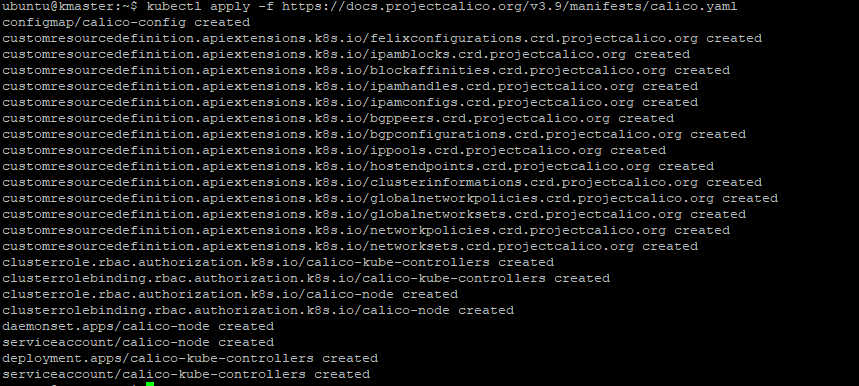 ubuntu@kmaster:~$ kubectl apply -f https://docs.projectcalico.org/v3.9/manifests/calico.yaml
configmap/calico-config created
customresourcedefinition.apiextensions.k8s.io/felixconfigurations.crd.projectcalico.org created
customresourcedefinition.apiextensions.k8s.io/ipamblocks.crd.projectcalico.org created
customresourcedefinition.apiextensions.k8s.io/blockaffinities.crd.projectcalico.org created
customresourcedefinition.apiextensions.k8s.io/ipamhandles.crd.projectcalico.org created
customresourcedefinition.apiextensions.k8s.io/ipamconfigs.crd.projectcalico.org created
customresourcedefinition.apiextensions.k8s.io/bgppeers.crd.projectcalico.org created
customresourcedefinition.apiextensions.k8s.io/bgpconfigurations.crd.projectcalico.org created
customresourcedefinition.apiextensions.k8s.io/ippools.crd.projectcalico.org created
customresourcedefinition.apiextensions.k8s.io/hostendpoints.crd.projectcalico.org created
customresourcedefinition.apiextensions.k8s.io/clusterinformations.crd.projectcalico.org created
customresourcedefinition.apiextensions.k8s.io/globalnetworkpolicies.crd.projectcalico.org created
customresourcedefinition.apiextensions.k8s.io/globalnetworksets.crd.projectcalico.org created
customresourcedefinition.apiextensions.k8s.io/networkpolicies.crd.projectcalico.org created
customresourcedefinition.apiextensions.k8s.io/networksets.crd.projectcalico.org created
clusterrole.rbac.authorization.k8s.io/calico-kube-controllers created
clusterrolebinding.rbac.authorization.k8s.io/calico-kube-controllers created
clusterrole.rbac.authorization.k8s.io/calico-node created
clusterrolebinding.rbac.authorization.k8s.io/calico-node created
daemonset.apps/calico-node created
serviceaccount/calico-node created
deployment.apps/calico-kube-controllers created
serviceaccount/calico-kube-controllers created